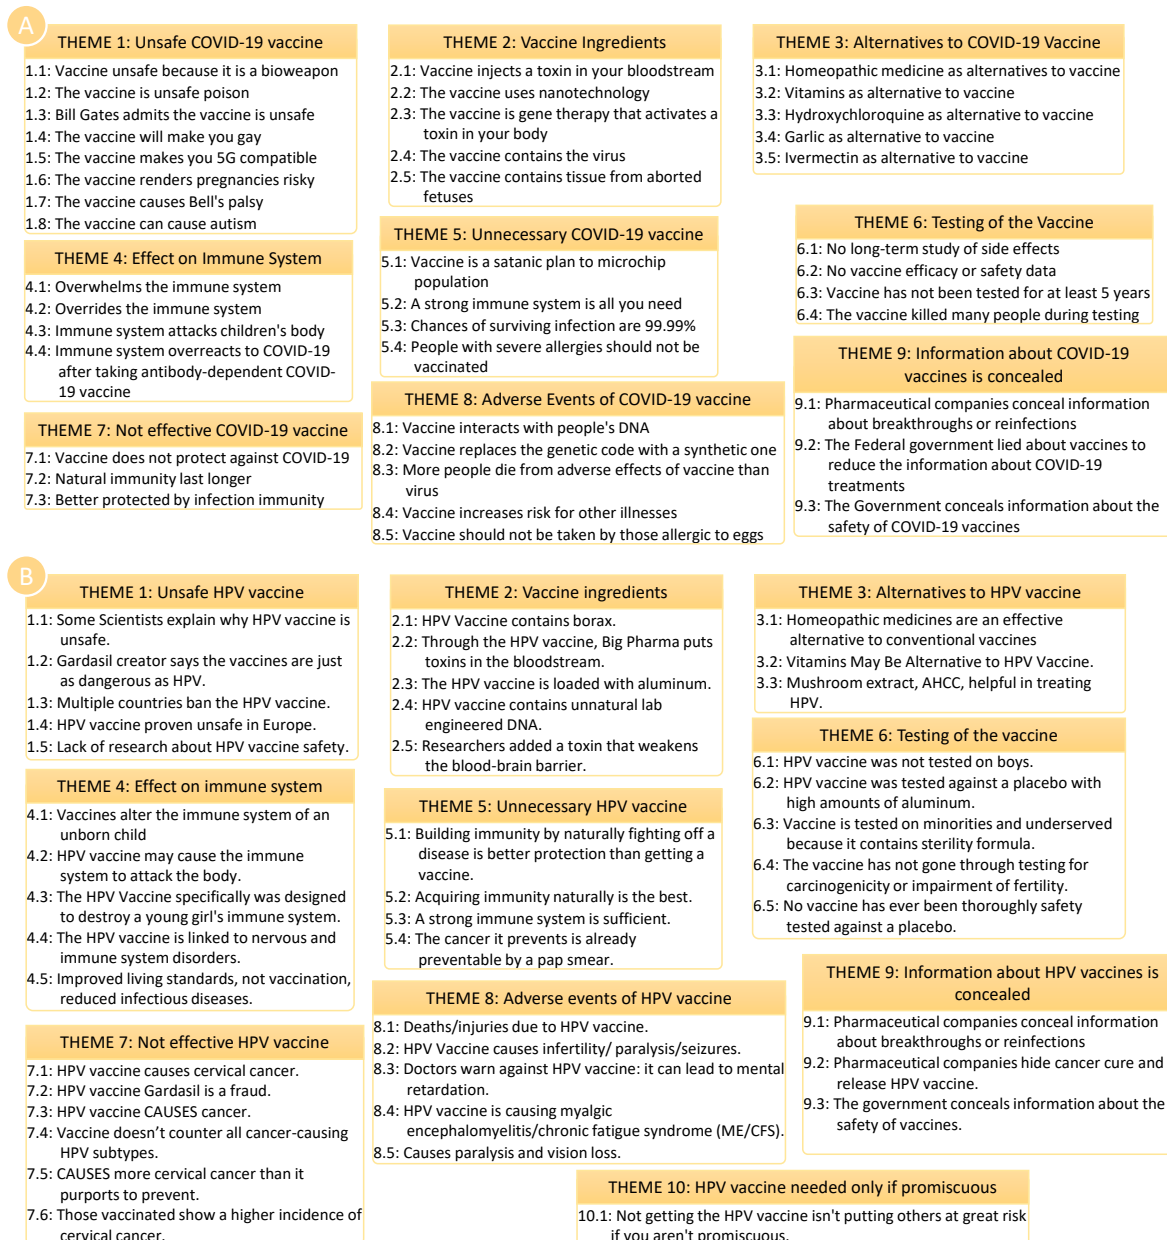 A
THEME 1: Unsafe COVID-19 vaccine
1.1: Vaccine unsafe because it is a bioweapon
1.2: The vaccine is unsafe poison
1.3: Bill Gates admits the vaccine is unsafe
1.4: The vaccine will make you gay
1.5: The vaccine makes you 5G compatible
1.6: The vaccine renders pregnancies risky
1.7: The vaccine causes Bell's palsy
1.8: The vaccine can cause autism
THEME 2: Vaccine Ingredients
2.1: Vaccine injects a toxin in your bloodstream
2.2: The vaccine uses nanotechnology
2.3: The vaccine is gene therapy that activates a
toxin in your body
2.4: The vaccine contains the virus
2.5: The vaccine contains tissue from aborted
fetuses
THEME 3: Alternatives to COVID-19 Vaccine
3.1: Homeopathic medicine as alternatives to vaccine
3.2: Vitamins as alternative to vaccine
3.3: Hydroxychloroquine as alternative to vaccine
3.4: Garlic as alternative to vaccine
3.5: Ivermectin as alternative to vaccine
THEME 4: Effect on Immune System
4.1: Overwhelms the immune system
4.2: Overrides the immune system
4.3: Immune system attacks children's body
4.4: Immune system overreacts to COVID-19
after taking antibody-dependent COVID-
19 vaccine
THEME 5: Unnecessary COVID-19 vaccine
5.1: Vaccine is a satanic plan to microchip
population
5.2: A strong immune system is all you need
5.3: Chances of surviving infection are 99.99%
5.4: People with severe allergies should not be
vaccinated
THEME 6: Testing of the Vaccine
6.1: No long-term study of side effects
6.2: No vaccine efficacy or safety data
6.3: Vaccine has not been tested for at least 5 years
6.4: The vaccine killed many people during testing
THEME 7: Not effective COVID-19 vaccine
7.1: Vaccine does not protect against COVID-19
7.2: Natural immunity last longer
7.3: Better protected by infection immunity
THEME 8: Adverse Events of COVID-19 vaccine
8.1: Vaccine interacts with people's DNA
8.2: Vaccine replaces the genetic code with a synthetic one
8.3: More people die from adverse effects of vaccine than
virus
8.4: Vaccine increases risk for other illnesses
8.5: Vaccine should not be taken by those allergic to eggs
THEME 9: Information about COVID-19
vaccines is concealed
9.1: Pharmaceutical companies conceal information
about breakthroughs or reinfections
9.2: The Federal government lied about vaccines to
reduce the information about COVID-19
treatments
9.3: The Government conceals information about the
safety of COVID-19 vaccines
B
THEME 1: Unsafe HPV vaccine
1.1: Some Scientists explain why HPV vaccine is
unsafe.
1.2: Gardasil creator says the vaccines are just
as dangerous as HPV.
1.3: Multiple countries ban the HPV vaccine.
1.4: HPV vaccine proven unsafe in Europe.
1.5: Lack of research about HPV vaccine safety.
THEME 2: Vaccine ingredients
2.1: HPV Vaccine contains borax.
2.2: Through the HPV vaccine, Big Pharma puts
toxins in the bloodstream.
2.3: The HPV vaccine is loaded with aluminum.
2.4: HPV vaccine contains unnatural lab
engineered DNA.
2.5: Researchers added a toxin that weakens
the blood-brain barrier.
THEME 3: Alternatives to HPV vaccine
3.1: Homeopathic medicines are an effective
alternative to conventional vaccines
3.2: Vitamins May Be Alternative to HPV Vaccine.
3.3: Mushroom extract, AHCC, helpful in treating
HPV.
THEME 4: Effect on immune system
4.1: Vaccines alter the immune system of an
unborn child
4.2: HPV vaccine may cause the immune
system to attack the body.
4.3: The HPV Vaccine specifically was designed
to destroy a young girl's immune system.
4.4: The HPV vaccine is linked to nervous and
immune system disorders.
4.5: Improved living standards, not vaccination,
reduced infectious diseases.
THEME 5: Unnecessary HPV vaccine
5.1: Building immunity by naturally fighting off a
disease is better protection than getting a
vaccine.
5.2: Acquiring immunity naturally is the best.
5.3: A strong immune system is sufficient.
5.4: The cancer it prevents is already
preventable by a pap smear.
THEME 6: Testing of the vaccine
6.1: HPV vaccine was not tested on boys.
6.2: HPV vaccine was tested against a placebo with
high amounts of aluminum.
6.3: Vaccine is tested on minorities and underserved
because it contains sterility formula.
6.4: The vaccine has not gone through testing for
carcinogenicity or impairment of fertility.
6.5: No vaccine has ever been thoroughly safety
tested against a placebo.
THEME 7: Not effective HPV vaccine
7.1: HPV vaccine causes cervical cancer.
7.2: HPV vaccine Gardasil is a fraud.
7.3: HPV vaccine CAUSES cancer.
7.4: Vaccine doesn’t counter all cancer-causing
HPV subtypes.
7.5: CAUSES more cervical cancer than it
purports to prevent.
7.6: Those vaccinated show a higher incidence of
cervical cancer.
THEME 8: Adverse events of HPV vaccine
8.1: Deaths/injuries due to HPV vaccine.
8.2: HPV Vaccine causes infertility/ paralysis/seizures.
8.3: Doctors warn against HPV vaccine: it can lead to mental
retardation.
8.4: HPV vaccine is causing myalgic
encephalomyelitis/chronic fatigue syndrome (ME/CFS).
8.5: Causes paralysis and vision loss.
THEME 9: Information about HPV vaccines is
concealed
9.1: Pharmaceutical companies conceal information
about breakthroughs or reinfections
9.2: Pharmaceutical companies hide cancer cure and
release HPV vaccine.
9.3: The government conceals information about the
safety of vaccines.
THEME 10: HPV vaccine needed only if promiscuous
10.1: Not getting the HPV vaccine isn't putting others at great risk
if you aren't promiscuous.